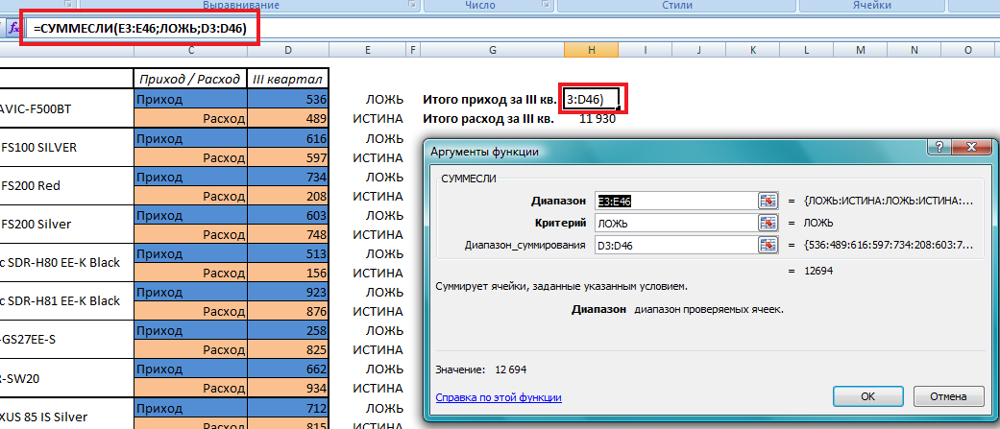 Выравнивание Число Стили Ячейки
fx =СУММЕСЛИ(E3:E46;ЛОЖЬ;D3:D46)
C D E F G H I J K L M N O
Приход / Расход III квартал
AVIC-F500BT Приход 536 ЛОЖЬ Итого приход за III кв. 3:D46)
Расход 489 ИСТИНА Итого расход за III кв. 11 930
FS100 SILVER Приход 616 ЛОЖЬ
Расход 597 ИСТИНА
FS200 Red Приход 734 ЛОЖЬ
Расход 208 ИСТИНА
FS200 Silver Приход 603 ЛОЖЬ
Расход 748 ИСТИНА
c SDR-H80 EE-K Black Приход 513 ЛОЖЬ
Расход 156 ИСТИНА
c SDR-H81 EE-K Black Приход 923 ЛОЖЬ
Расход 876 ИСТИНА
-GS27EE-S Приход 258 ЛОЖЬ
Расход 825 ИСТИНА
R-SW20 Приход 662 ЛОЖЬ
Расход 934 ИСТИНА
XUS 85 IS Silver Приход 712 ЛОЖЬ
Расход 815 ИСТИНА
Аргументы функции
СУММЕСЛИ
Диапазон E3:E46 = {ЛОЖЬ:ИСТИНА:ЛОЖЬ:ИСТИНА:...
Критерий ЛОЖЬ = ЛОЖЬ
Диапазон_суммирования D3:D46 = {536:489:616:597:734:208:603:7...
= 12694
Суммирует ячейки, заданные указанным условием.
Диапазон диапазон проверяемых ячеек.
Значение: 12 694
Справка по этой функции
ОК Отмена